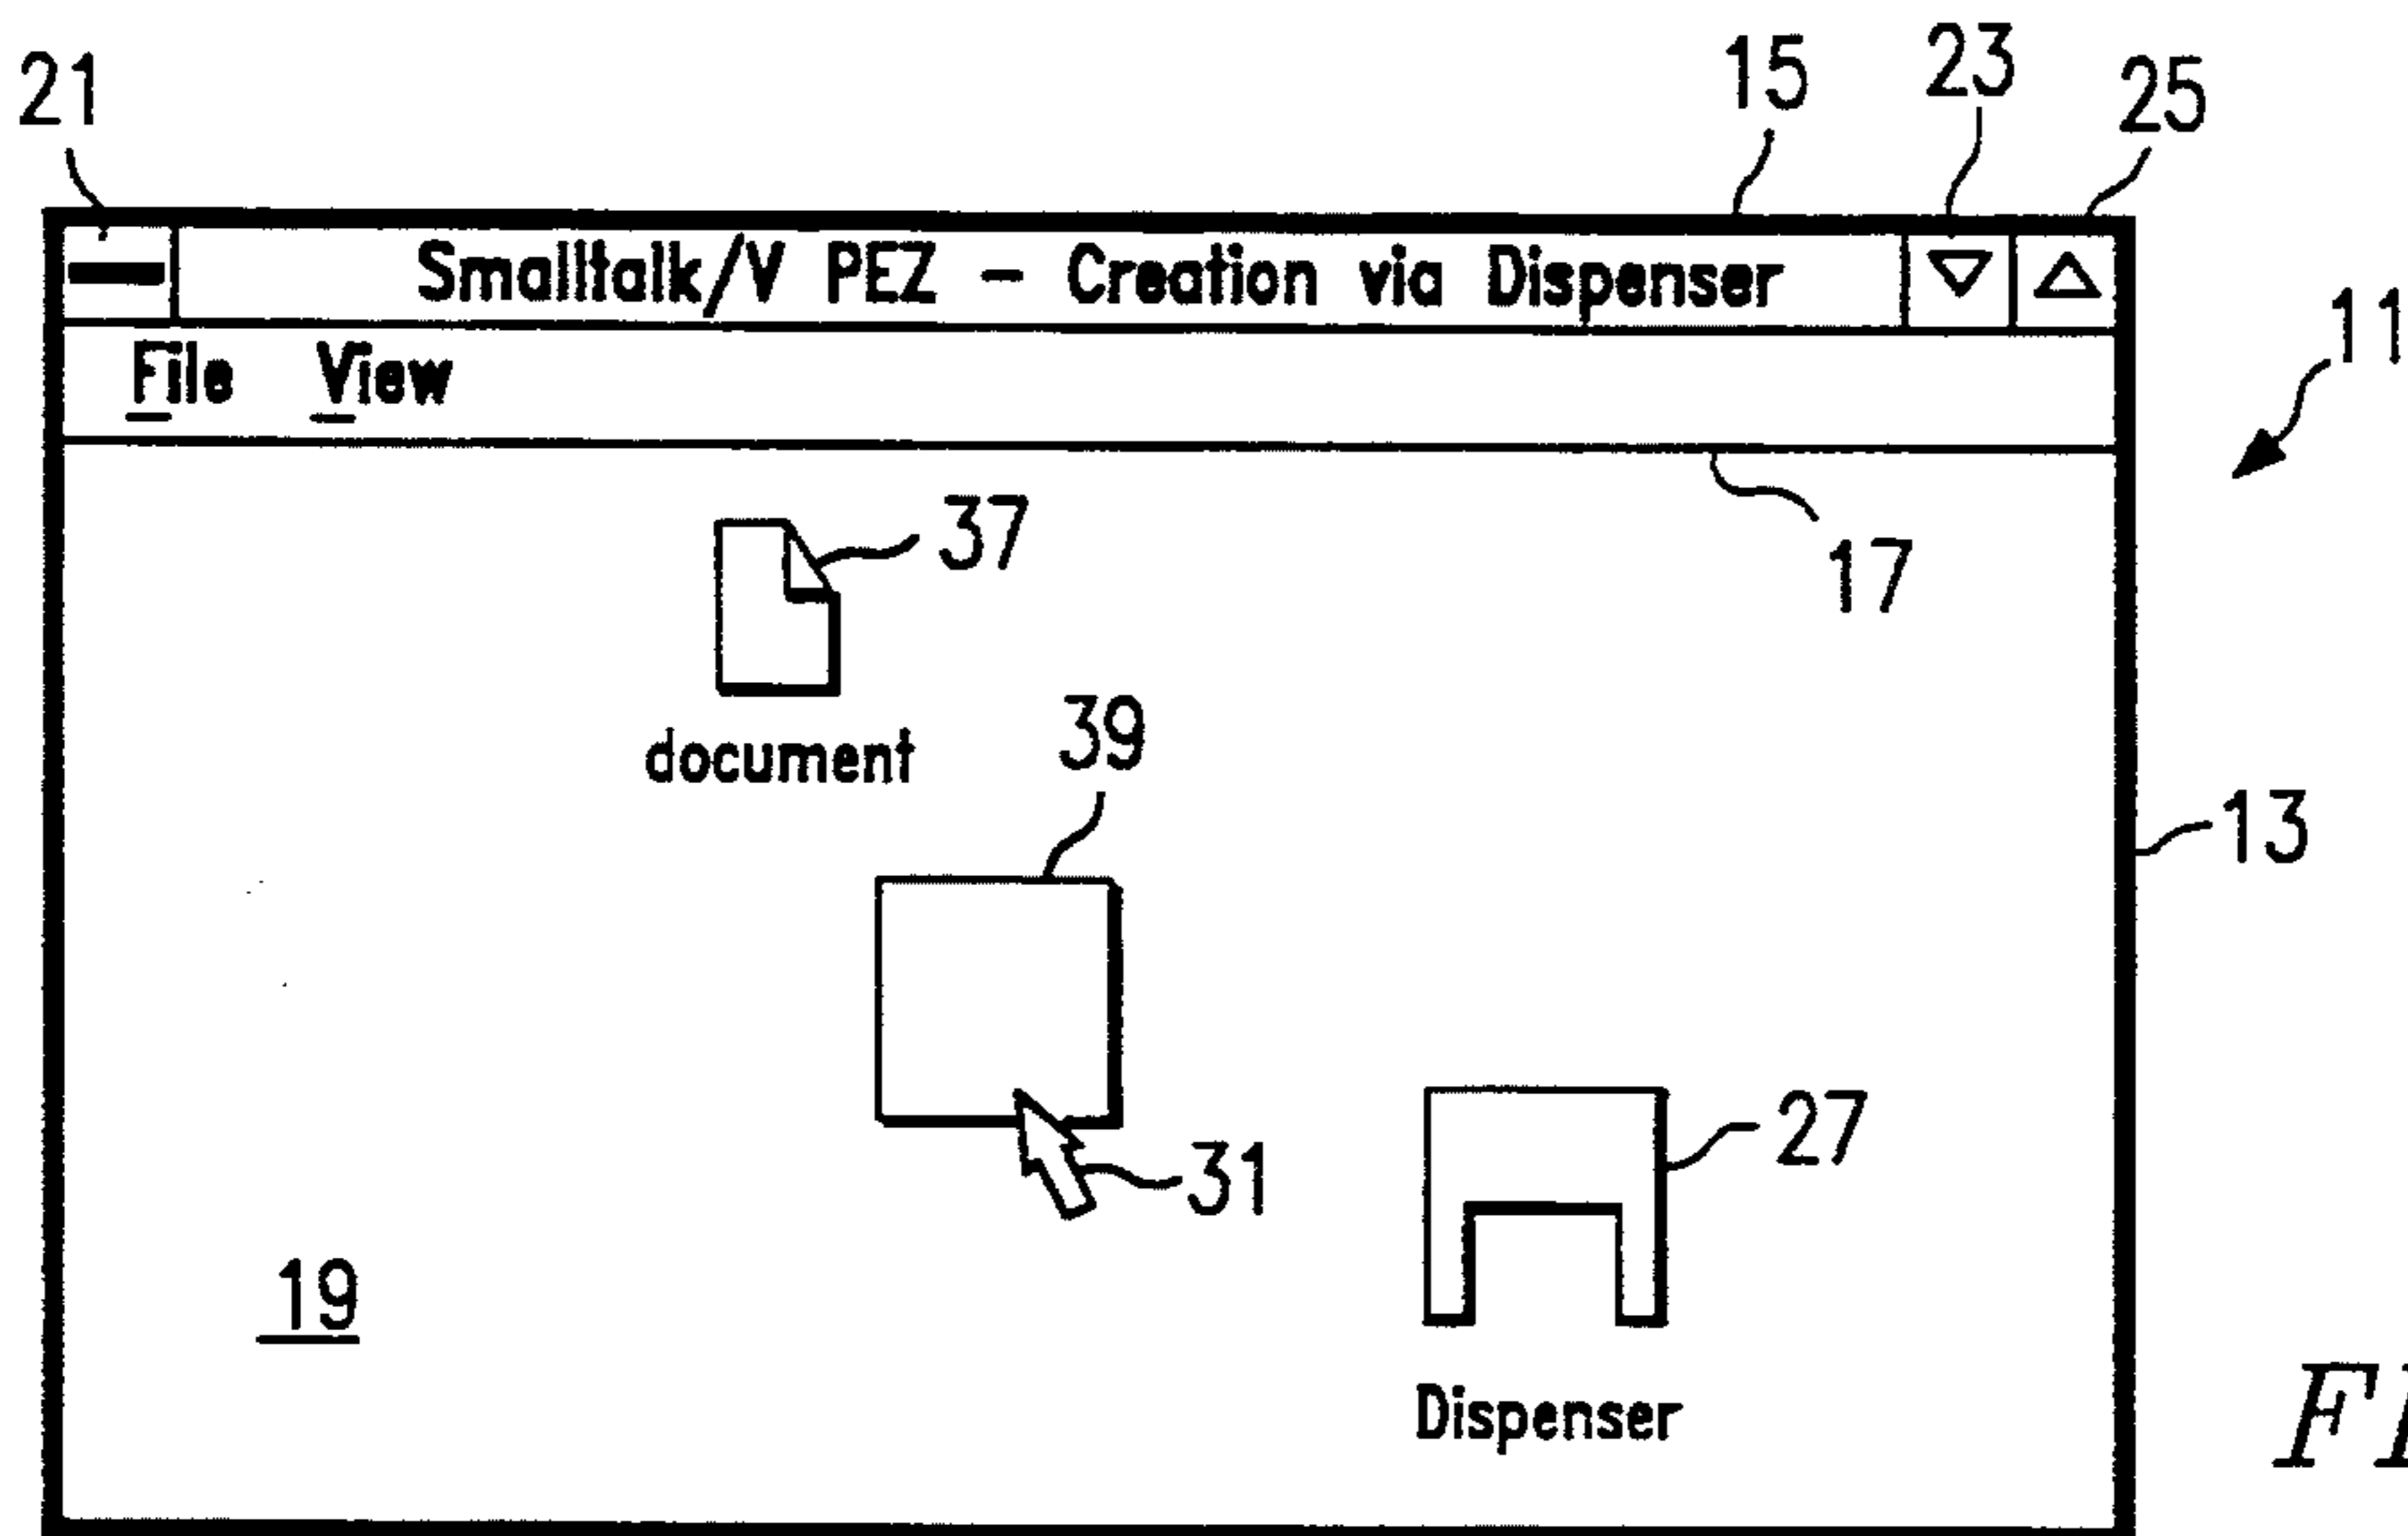 21 15 23 25
Smalltalk/V PEZ - Creation via Dispenser
11
File View
17
37
document
39
13
31
27
19
Dispenser